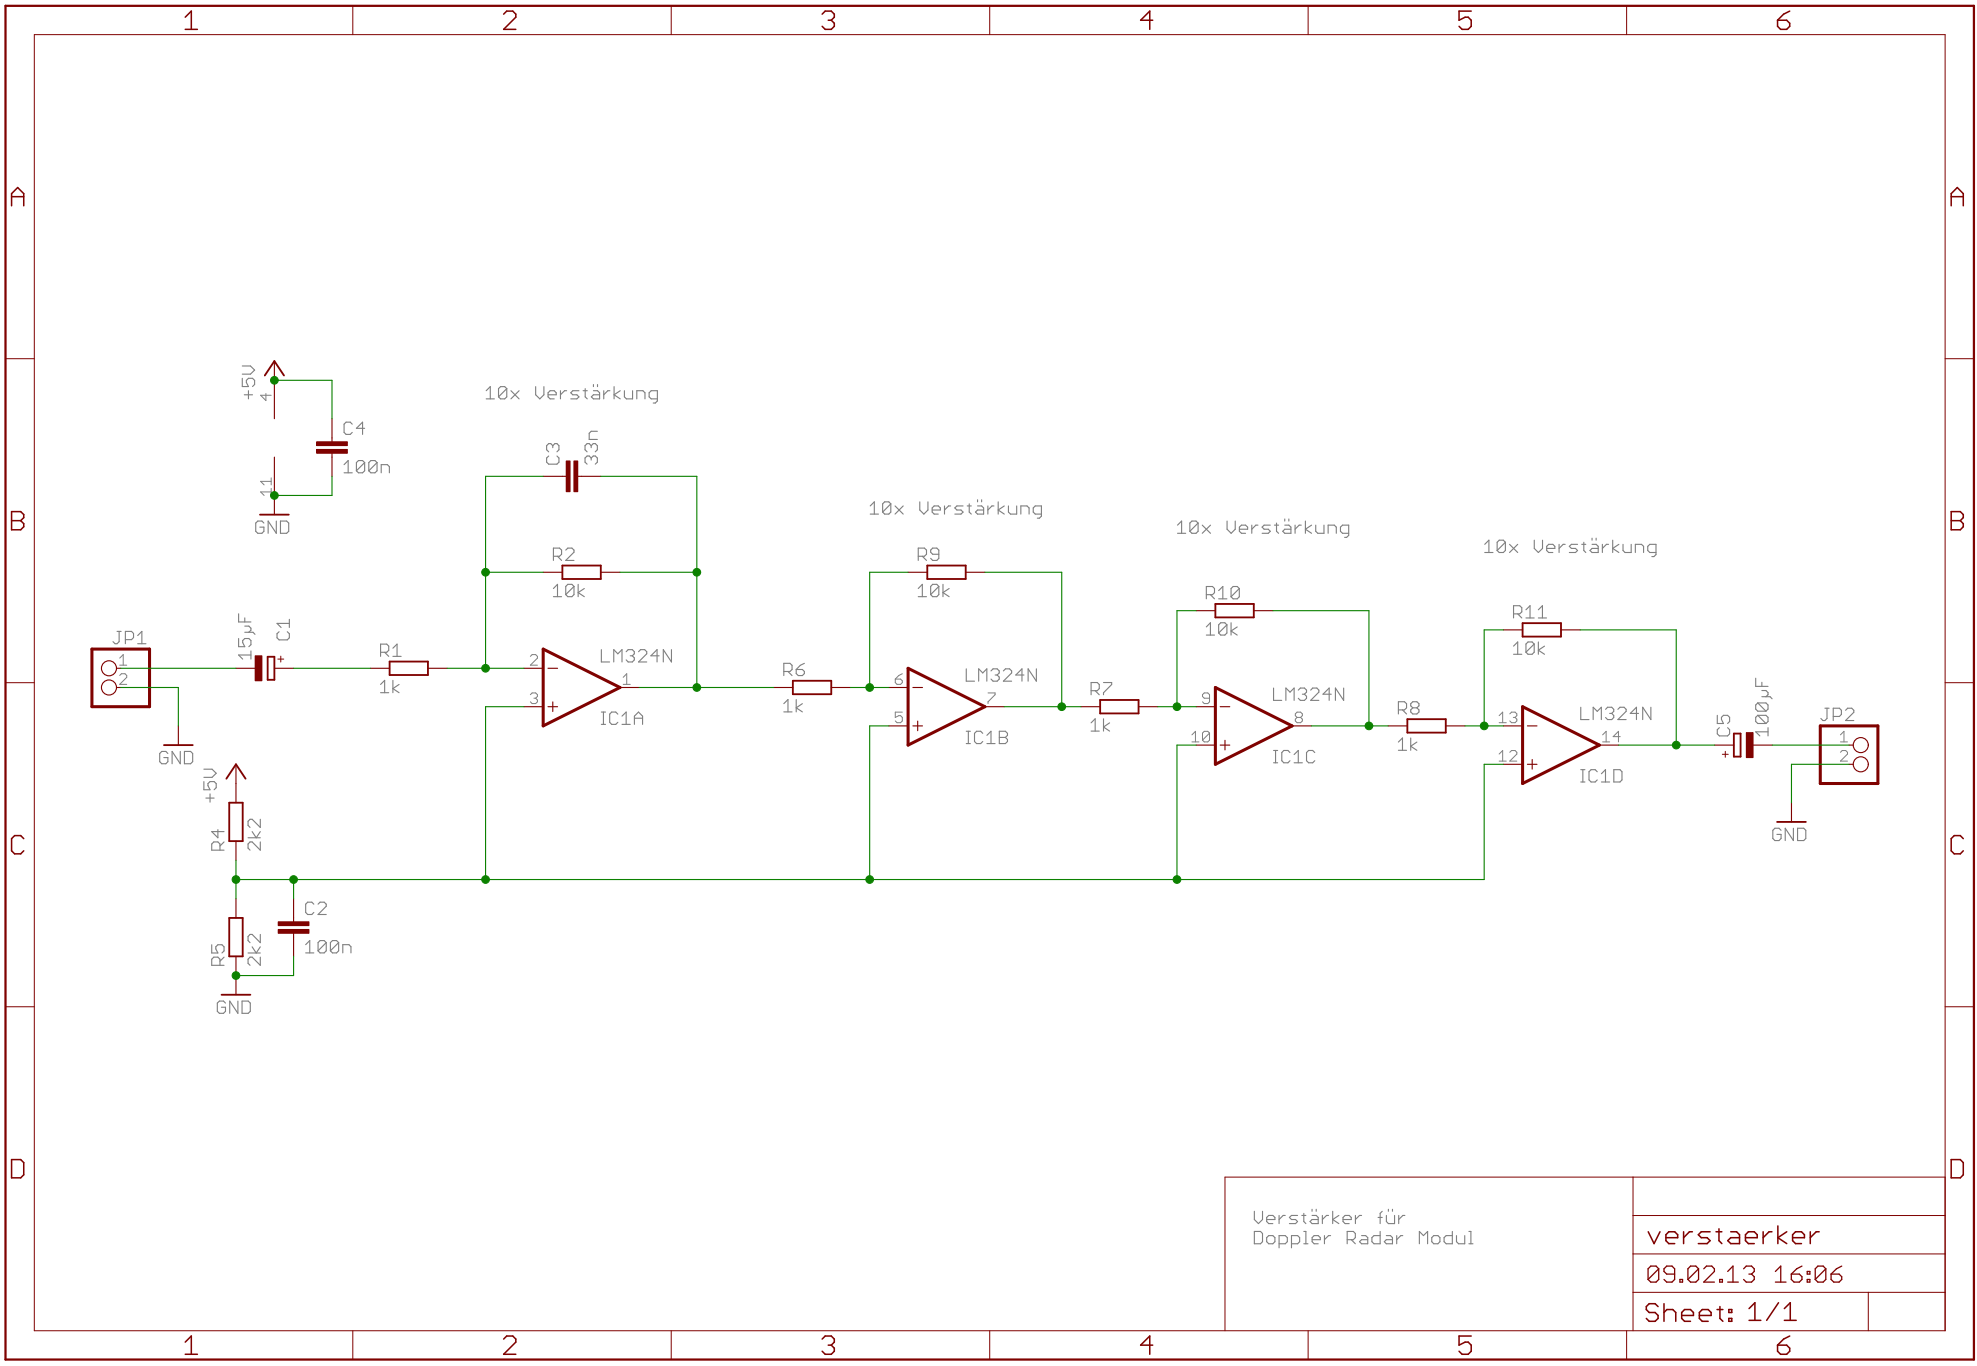 1 2 3 4 5 6
A A
+5V
4
C4
100n
11
GND
10x Verstärkung
C3
33n
B B
10x Verstärkung
10x Verstärkung
10x Verstärkung
R2
10k
R9
10k
R10
10k
R11
10k
JP1
1
2
GND
15µF
C1
+
R1
1k
2
3
−
+
1
LM324N
IC1A
R6
1k
6
5
−
+
7
LM324N
IC1B
R7
1k
9
10
−
+
8
LM324N
IC1C
R8
1k
13
12
−
+
14
LM324N
IC1D
C5
100µF
+
JP2
1
2
GND
+5V
R4
2k2
C C
C2
100n
R5
2k2
GND
D D
Verstärker für
Doppler Radar Modul
verstaerker
09.02.13 16:06
Sheet: 1/1
1 2 3 4 5 6